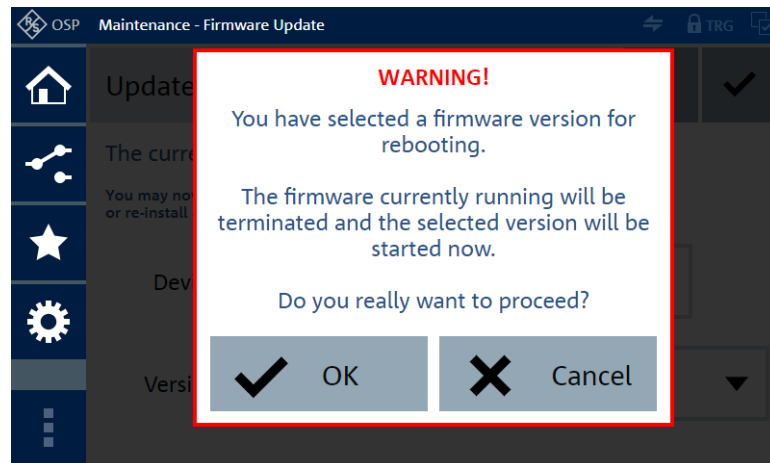 R&S OSP Maintenance - Firmware Update TRG
Update
The curre
You may no
or re-install
Devi
Versi
WARNING!
You have selected a firmware version for
rebooting.
The firmware currently running will be
terminated and the selected version will be
started now.
Do you really want to proceed?
OK Cancel